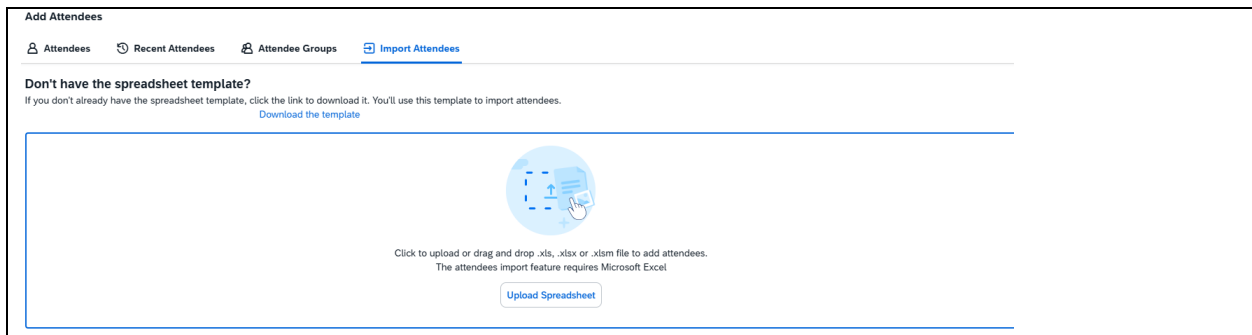 Add Attendees
Attendees Recent Attendees Attendee Groups Import Attendees
Don't have the spreadsheet template?
If you don't already have the spreadsheet template, click the link to download it. You'll use this template to import attendees.
Download the template
Click to upload or drag and drop .xls, .xlsx or .xlsm file to add attendees.
The attendees import feature requires Microsoft Excel
Upload Spreadsheet